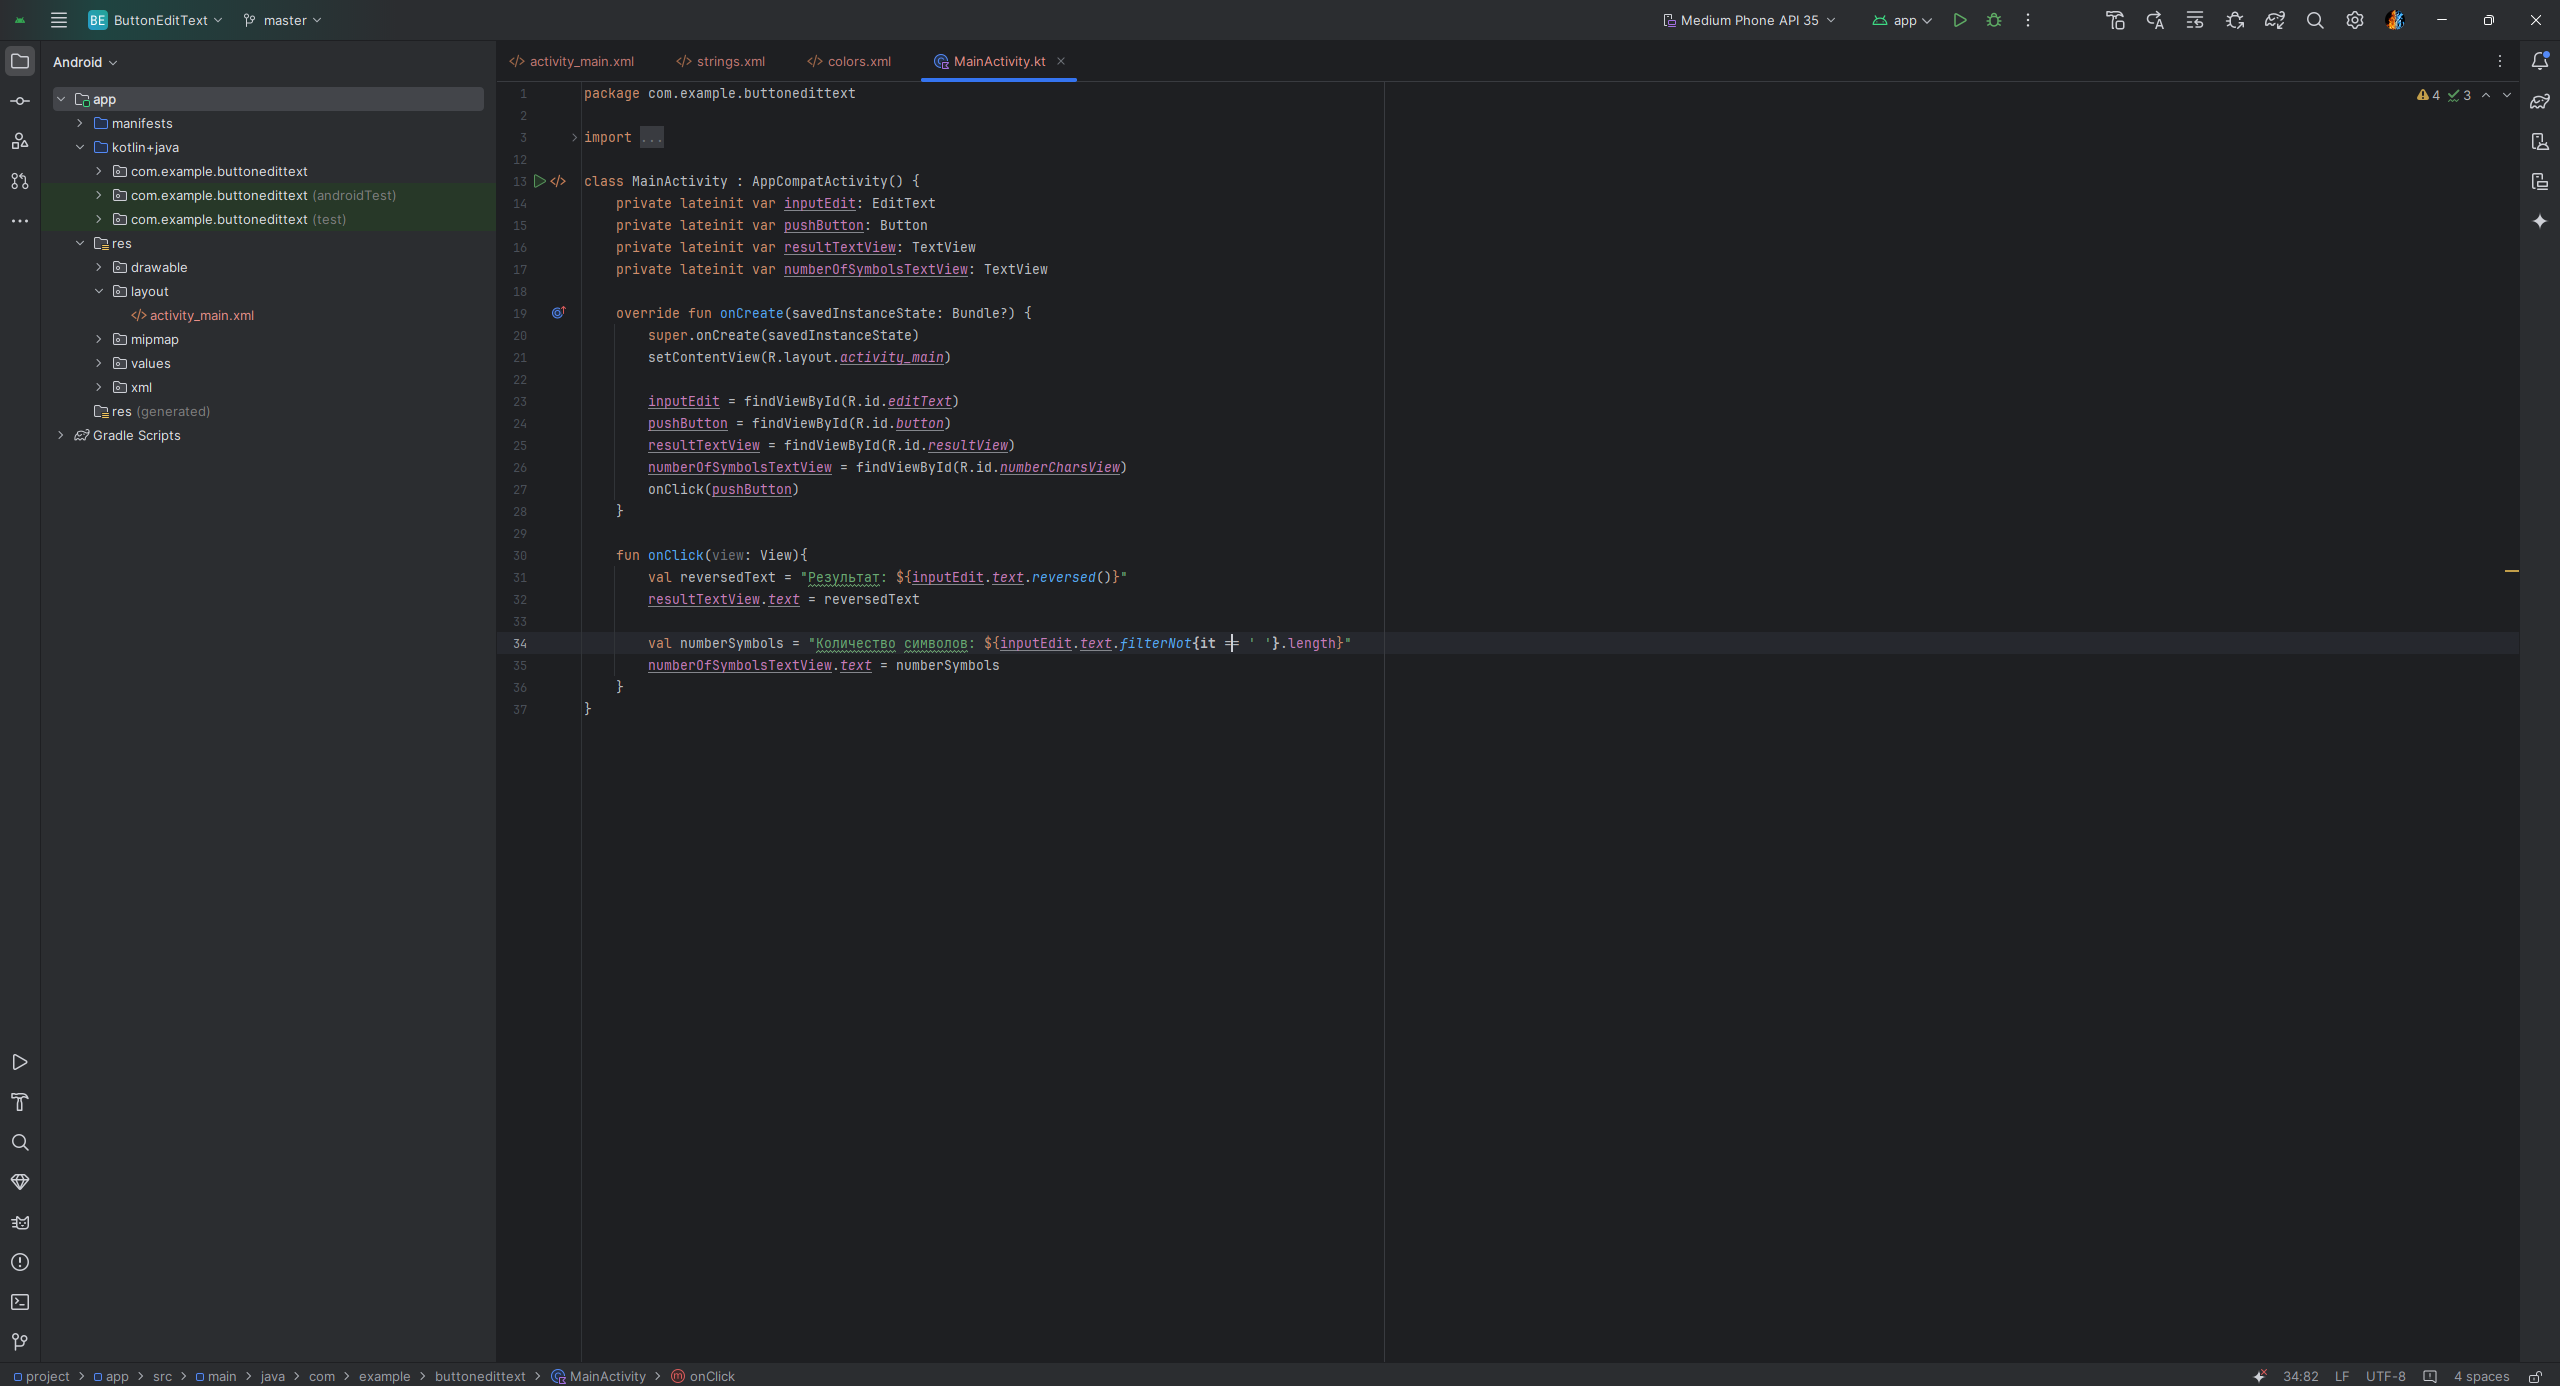 BE ButtonEditText master Medium Phone API 35 app
Android
app
manifests
kotlin+java
com.example.buttonedittext
com.example.buttonedittext (androidTest)
com.example.buttonedittext (test)
res
drawable
layout
</> activity_main.xml
mipmap
values
xml
res (generated)
Gradle Scripts
</> activity_main.xml </> strings.xml </> colors.xml MainActivity.kt
4 3
1 package com.example.buttonedittext
2
3 import ...
12
13 </> class MainActivity : AppCompatActivity() {
14 private lateinit var inputEdit: EditText
15 private lateinit var pushButton: Button
16 private lateinit var resultTextView: TextView
17 private lateinit var numberOfSymbolsTextView: TextView
18
19 override fun onCreate(savedInstanceState: Bundle?) {
20 super.onCreate(savedInstanceState)
21 setContentView(R.layout.activity_main)
22
23 inputEdit = findViewById(R.id.editText)
24 pushButton = findViewById(R.id.button)
25 resultTextView = findViewById(R.id.resultView)
26 numberOfSymbolsTextView = findViewById(R.id.numberCharsView)
27 onClick(pushButton)
28 }
29
30 fun onClick(view: View){
31 val reversedText = "Результат: ${inputEdit.text.reversed()}"
32 resultTextView.text = reversedText
33
34 val numberSymbols = "Количество символов: ${inputEdit.text.filterNot{it == ' '}.length}"
35 numberOfSymbolsTextView.text = numberSymbols
36 }
37 }
project > app > src > main > java > com > example > buttonedittext > MainActivity > onClick 34:82 LF UTF-8 4 spaces